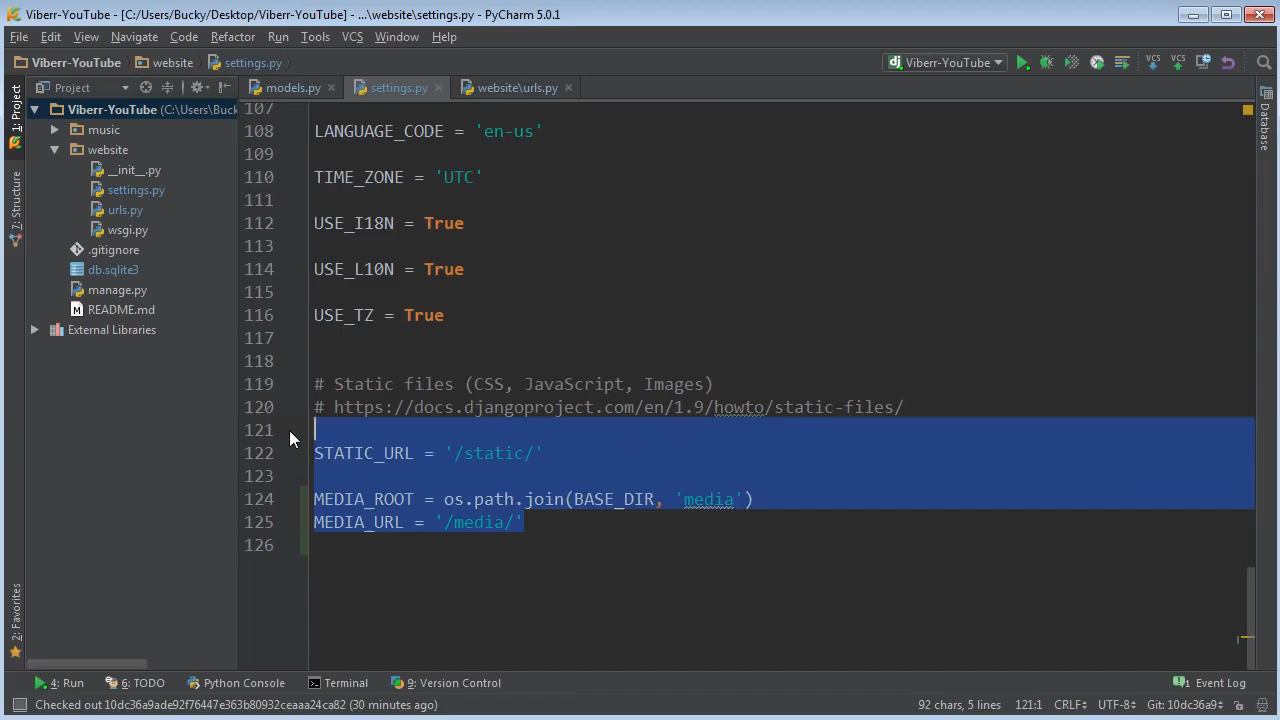 Viberr-YouTube - [C:/Users/Bucky/Desktop/Viberr-YouTube] - ...\website\settings.py - PyCharm 5.0.1
File Edit View Navigate Code Refactor Run Tools VCS Window Help
Viberr-YouTube website settings.py dj Viberr-YouTube VCS VCS
1: Project
7: Structure
2: Favorites
Project
Viberr-YouTube (C:\Users\Buck
music
website
__init__.py
settings.py
urls.py
wsgi.py
.gitignore
db.sqlite3
manage.py
M README.md
External Libraries
models.py settings.py website\urls.py
107
108 LANGUAGE_CODE = 'en-us'
109
110 TIME_ZONE = 'UTC'
111
112 USE_I18N = True
113
114 USE_L10N = True
115
116 USE_TZ = True
117
118
119 # Static files (CSS, JavaScript, Images)
120 # https://docs.djangoproject.com/en/1.9/howto/static-files/
121
122 STATIC_URL = '/static/'
123
124 MEDIA_ROOT = os.path.join(BASE_DIR, 'media')
125 MEDIA_URL = '/media/'
126
Database
4: Run 6: TODO Python Console Terminal 9: Version Control 1 Event Log
Checked out 10dc36a9ade92f76447e363b80932ceaaa24ca82 (30 minutes ago) 92 chars, 5 lines 121:1 CRLF UTF-8 Git: 10dc36a9